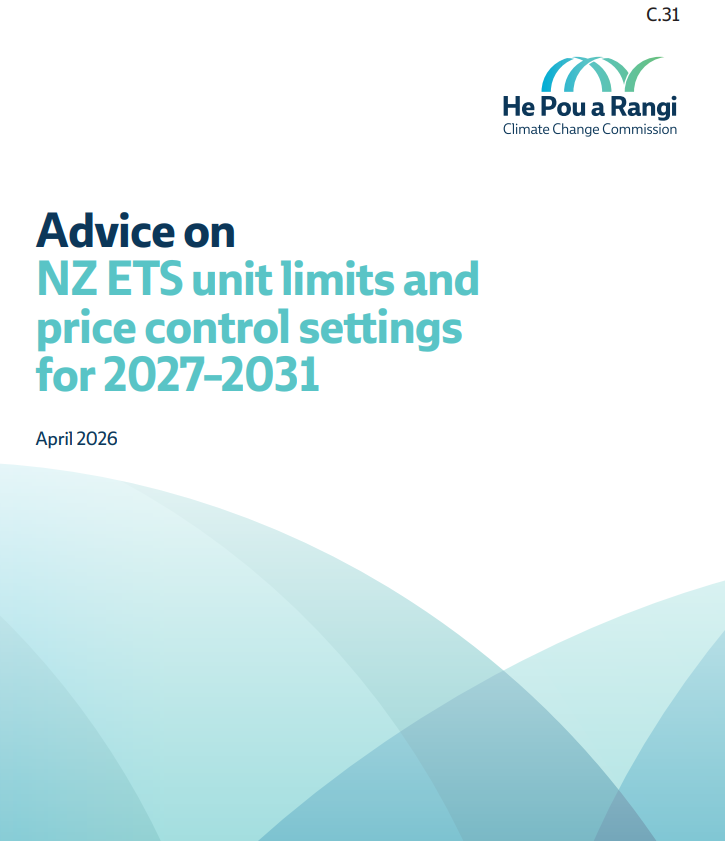 C.31
He Pou a Rangi
Climate Change Commission
Advice on
NZ ETS unit limits and
price control settings
for 2027–2031
April 2026